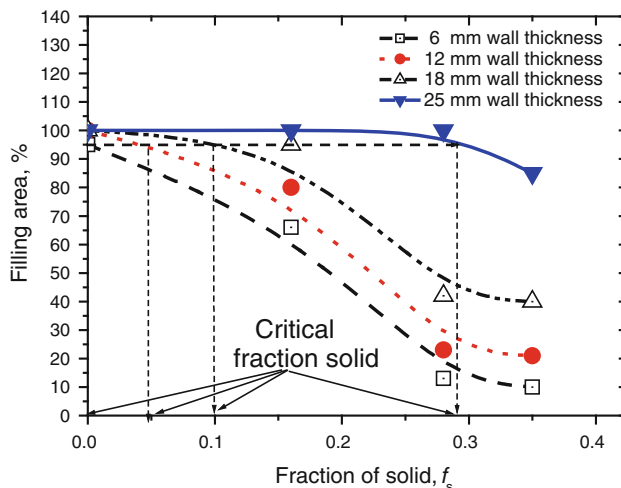 140
130
120
110
100
90
80
70
60
50
40
30
20
10
0
Filling area, %
6 mm wall thickness
12 mm wall thickness
18 mm wall thickness
25 mm wall thickness
Critical
fraction solid
0.0 0.1 0.2 0.3 0.4
Fraction of solid, fs